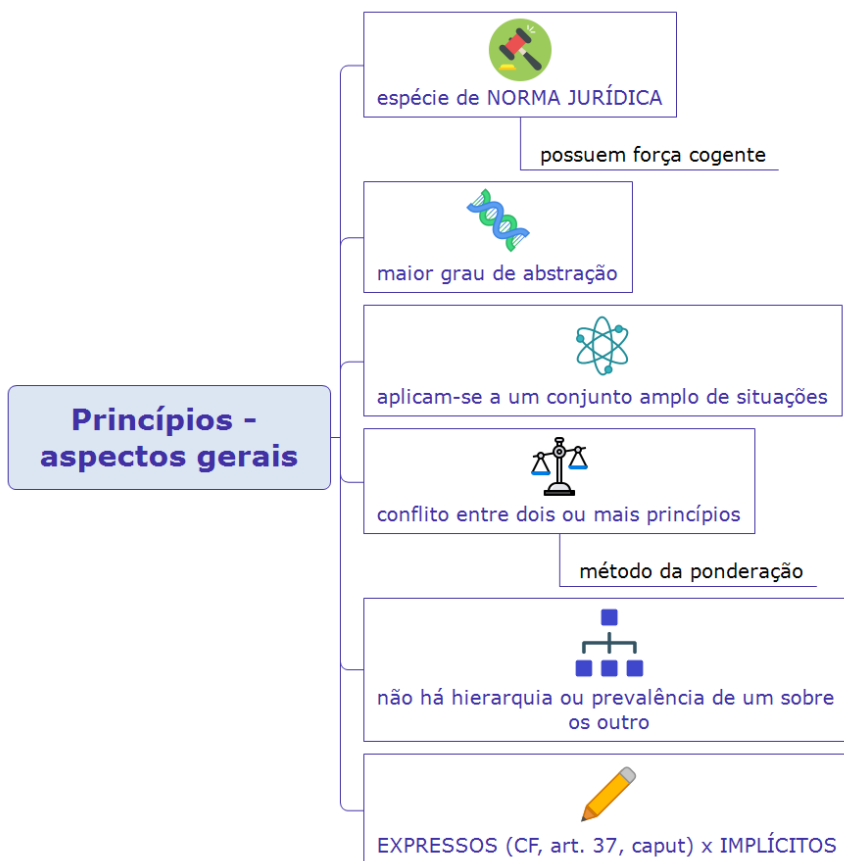 Princípios -
aspectos gerais
espécie de NORMA JURÍDICA
possuem força cogente
maior grau de abstração
aplicam-se a um conjunto amplo de situações
conflito entre dois ou mais princípios
método da ponderação
não há hierarquia ou prevalência de um sobre
os outro
EXPRESSOS (CF, art. 37, caput) x IMPLÍCITOS